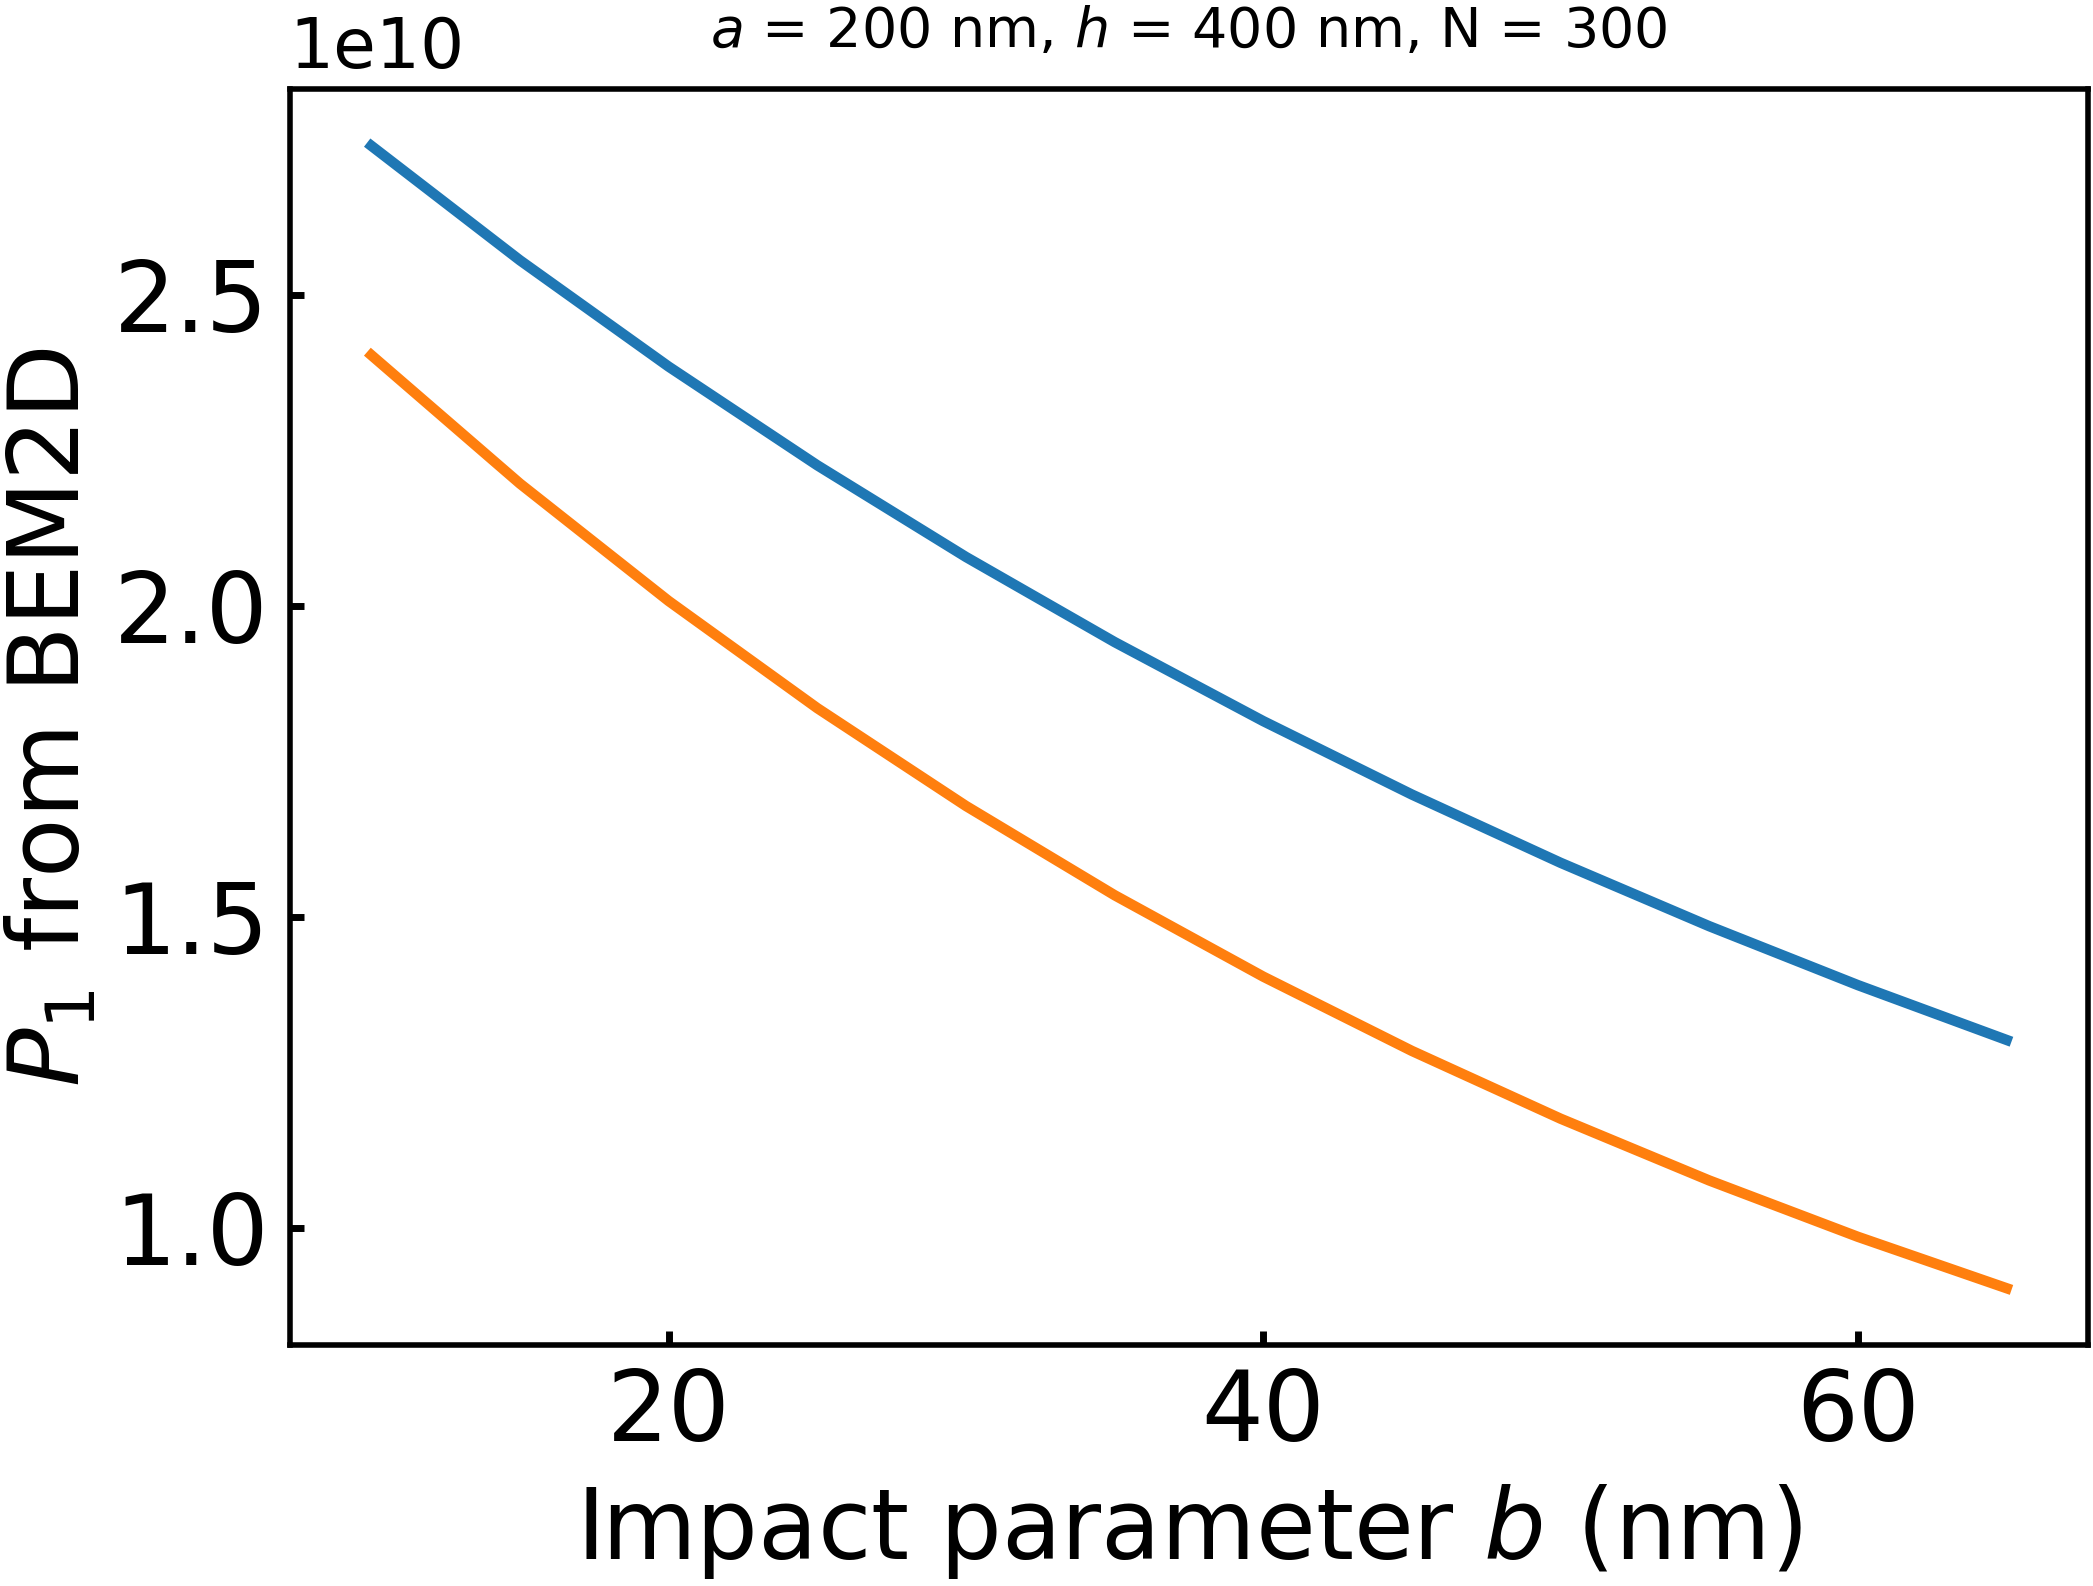 a = 200 nm, h = 400 nm, N = 300
1e10
2.5
2.0
1.5
1.0
P₁ from BEM2D
20 40 60
Impact parameter b (nm)